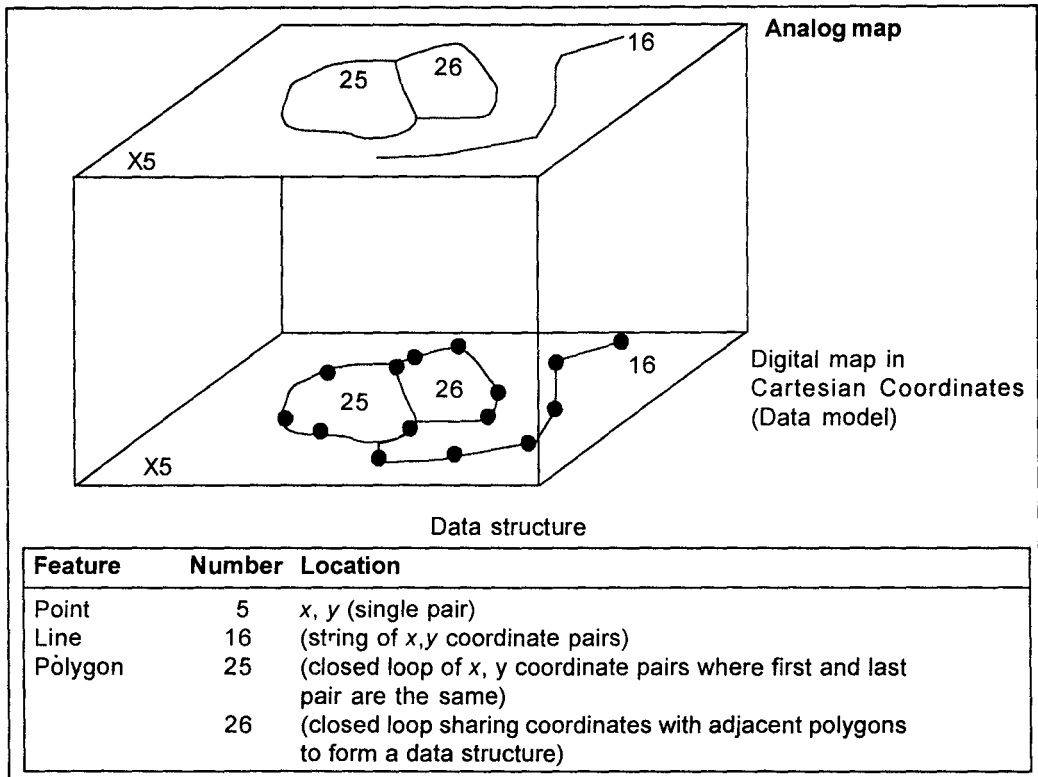 Analog map
16
25
26
X5
Digital map in
Cartesian Coordinates
(Data model)
16
25
26
X5
Data structure
Feature Number Location
Point 5 x, y (single pair)
Line 16 (string of x,y coordinate pairs)
Polygon 25 (closed loop of x, y coordinate pairs where first and last
pair are the same)
26 (closed loop sharing coordinates with adjacent polygons
to form a data structure)